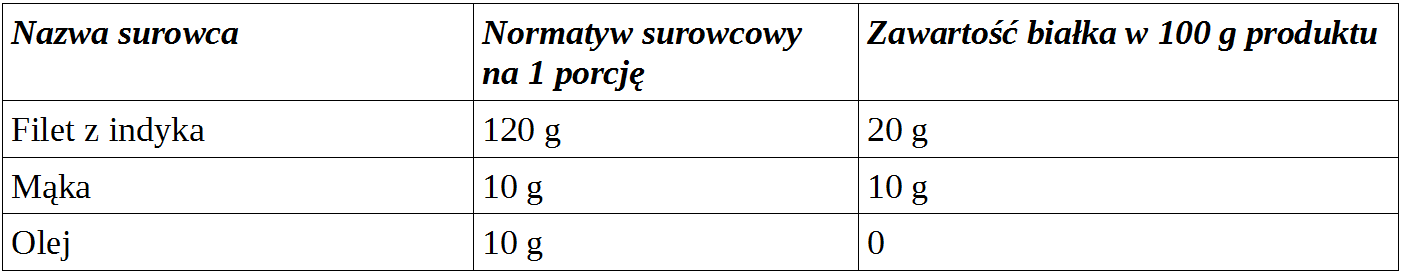 Nazwa surowca Normatyw surowcowy Zawartość białka w 100 g produktu
na 1 porcję
Filet z indyka 120 g 20 g
Mąka 10 g 10 g
Olej 10 g 0